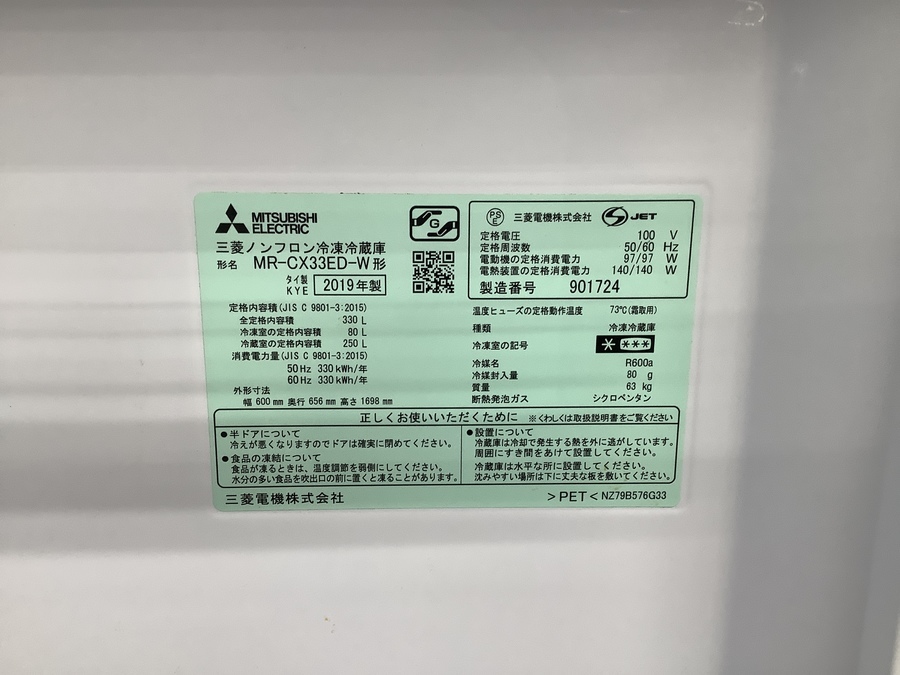 MITSUBISHI
ELECTRIC
G
三菱ノンフロン冷凍冷蔵庫
形名 MR-CX33ED-W形
タイ製
KYE 2019年製
PS
E
三菱電機株式会社 S JET
定格電圧 100 V
定格周波数 50/60 Hz
電動機の定格消費電力 97/97 W
電熱装置の定格消費電力 140/140 W
製造番号 901724
定格内容積(JIS C 9801-3:2015)
全定格内容積 330 L
冷凍室の定格内容積 80 L
冷蔵室の定格内容積 250 L
消費電力量(JIS C 9801-3:2015)
50 Hz 330 kWh/年
60 Hz 330 kWh/年
外形寸法
幅 600 mm 奥行 656 mm 高さ 1698 mm
温度ヒューズの定格動作温度 73℃(霜取用)
種類 冷凍冷蔵庫
冷凍室の記号 ****
冷媒名 R600a
冷媒封入量 80 g
質量 63 kg
断熱発泡ガス シクロペンタン
正しくお使いいただくために ※くわしくは取扱説明書をご覧ください
●半ドアについて
冷えが悪くなりますのでドアは確実に閉めてください。
●食品の凍結について
食品が凍るときは、温度調節を弱側にしてください。
水分の多い食品を吹出口の前に置くと凍ることがあります。
●設置について
冷蔵庫は冷却で発生する熱を外に逃がしています。
周囲にすき間をあけて設置してください。
冷蔵庫は水平な所に設置してください。
沈みやすい場所は下に丈夫な板を敷いてください。
三菱電機株式会社
>PET< NZ79B576G33